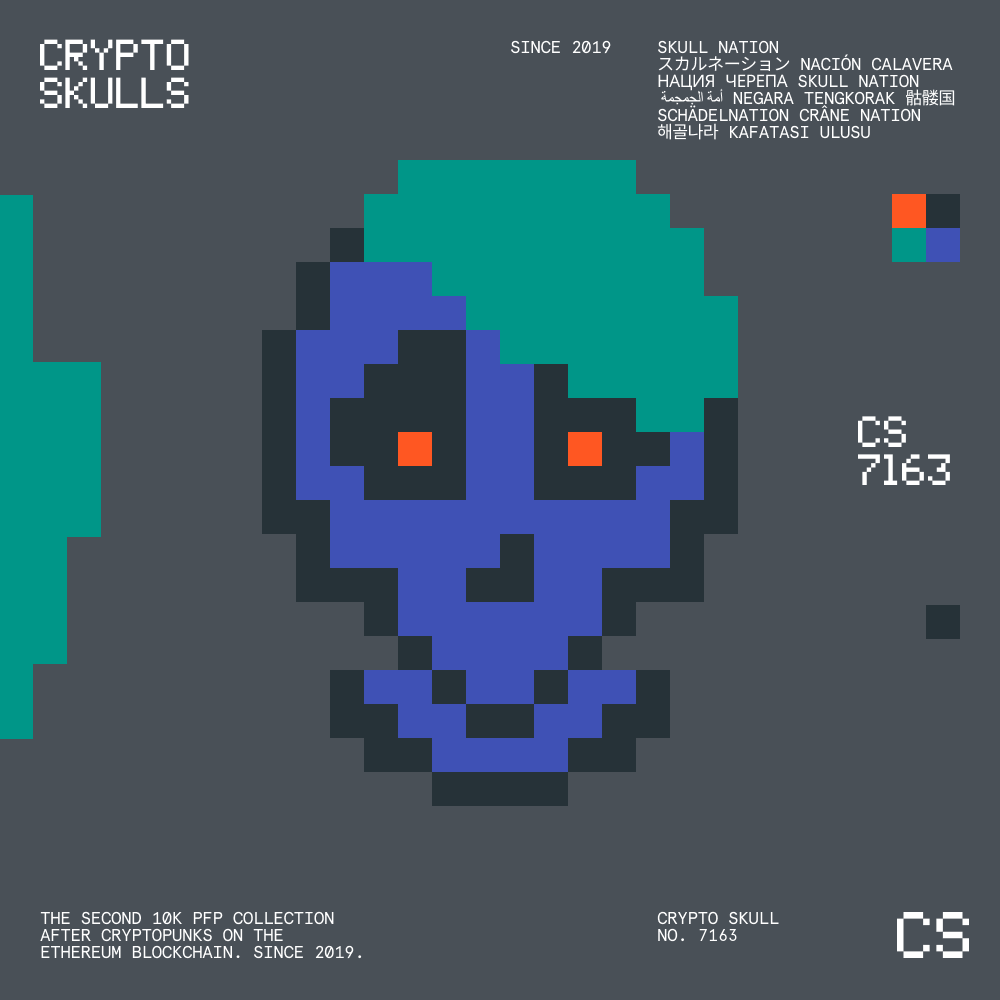 CRYPTO
SKULLS
SINCE 2019
SKULL NATION
スカルネーション NACIÓN CALAVERA
НАЦИЯ ЧЕРЕПА SKULL NATION
أمة الجمجمة NEGARA TENGKORAK 骷髅国
SCHÄDELNATION CRÂNE NATION
해골나라 KAFATASI ULUSU
CS
7163
THE SECOND 10K PFP COLLECTION
AFTER CRYPTOPUNKS ON THE
ETHEREUM BLOCKCHAIN. SINCE 2019.
CRYPTO SKULL
NO. 7163
CS